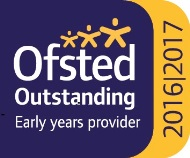 Ofsted
Outstanding
Early years provider
2016|2017